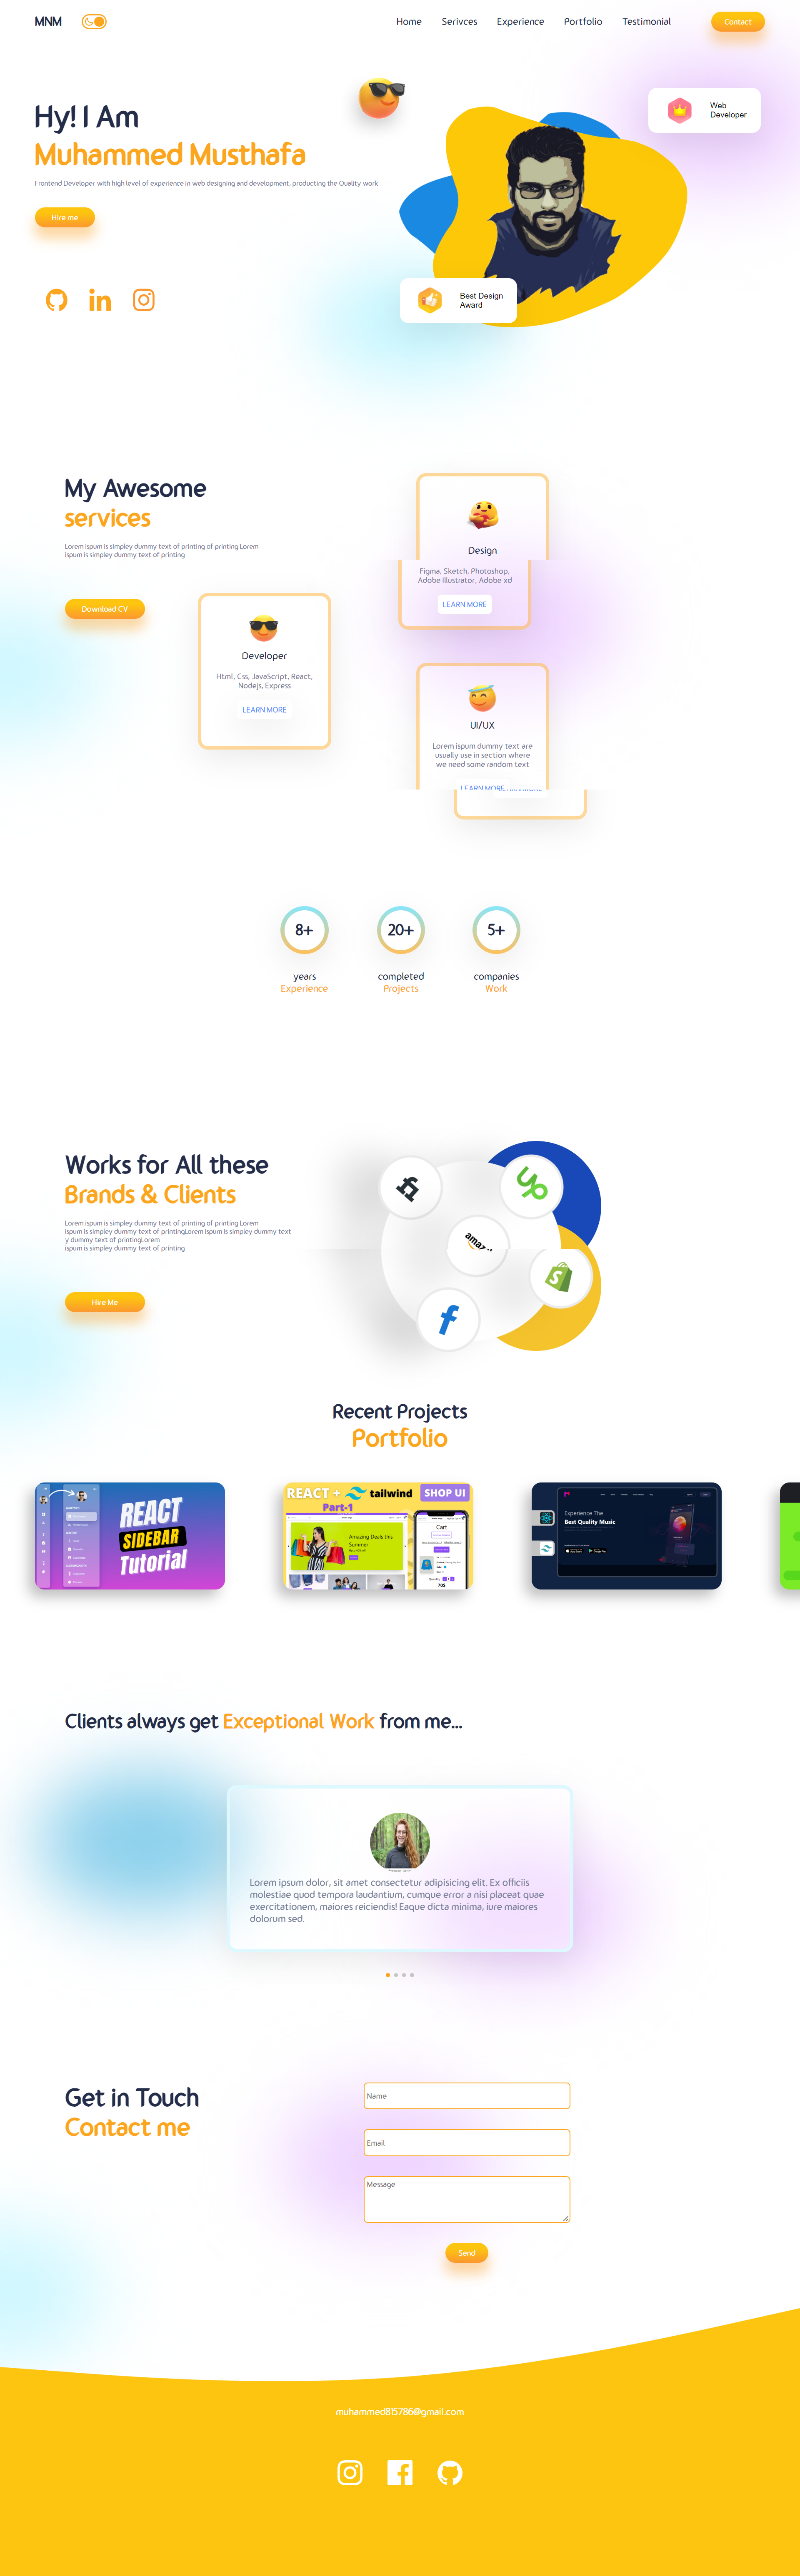 MNM
Home
Serivces
Experience
Portfolio
Testimonial
Contact
Hy! I Am
Muhammed Musthafa
Frontend Developer with high level of experience in web designing and development, producting the Quality work
Hire me
Web
Developer
Best Design
Award
My Awesome
services
Lorem ispum is simpley dummy text of printing of printing Lorem
ispum is simpley dummy text of printing
Download CV
Design
Figma, Sketch, Photoshop,
Adobe Illustrator, Adobe xd
LEARN MORE
Developer
Html, Css, JavaScript, React,
Nodejs, Express
LEARN MORE
UI/UX
Lorem ispum dummy text are
usually use in section where
we need some random text
LEARN MORE
8+
years
Experience
20+
completed
Projects
5+
companies
Work
Works for All these
Brands & Clients
Lorem ispum is simpley dummy text of printing of printing Lorem
ispum is simpley dummy text of printingLorem ispum is simpley dummy text
y dummy text of printingLorem
ispum is simpley dummy text of printing
Hire Me
Recent Projects
Portfolio
REACT
SIDEBAR
Tutorial
REACT + tailwind
SHOP UI
Part-1
Amazing Deals this
Summer
Cart
70$
Experience The
Best Quality Music
Clients always get Exceptional Work from me...
Lorem ipsum dolor, sit amet consectetur adipisicing elit. Ex officiis
molestiae quod tempora laudantium, cumque error a nisi placeat quae
exercitationem, maiores reiciendis! Eaque dicta minima, iure maiores
dolorum sed.
Get in Touch
Contact me
Name
Email
Message
Send
muhammed815786@gmail.com